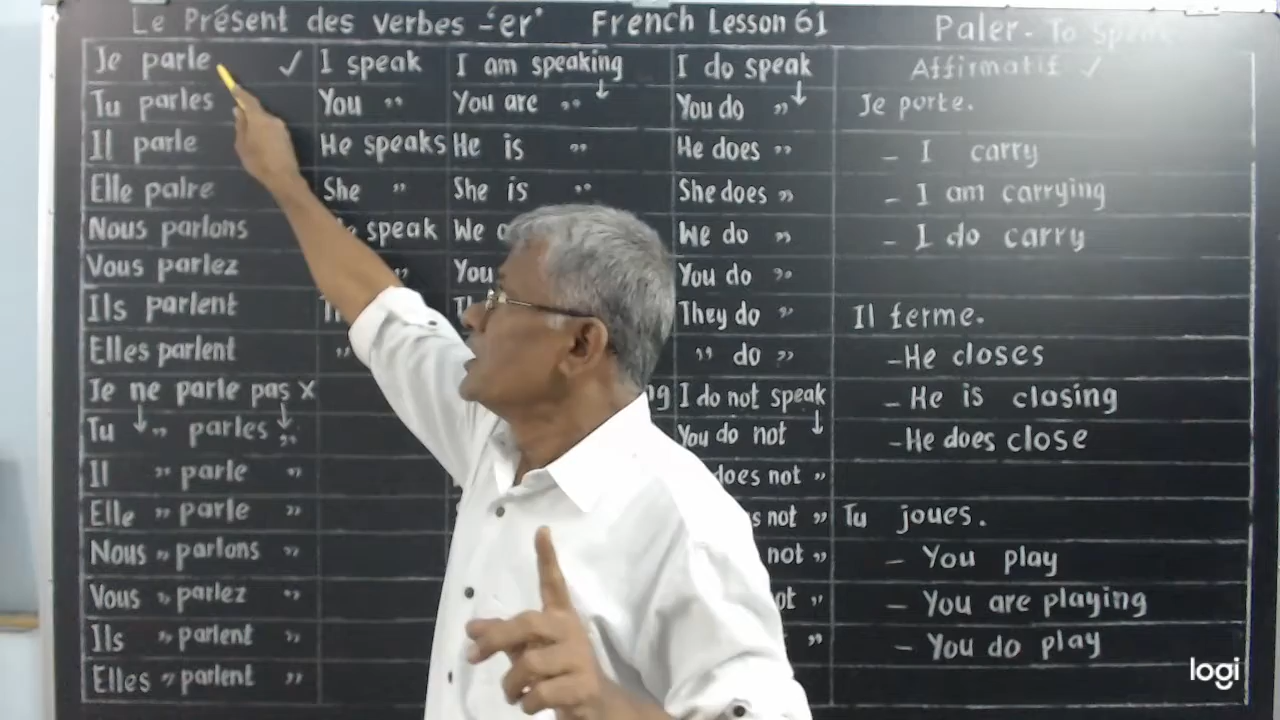 Le Présent des verbes -'er' French Lesson 61 Paler - To Speak
Je parle ✓ I speak I am speaking I do speak Affirmatif ✓
Tu parles You ,, You are ,, You do ,, Je porte.
Il parle He speaks He is ,, He does ,, - I carry
Elle palre She ,, She is ,, She does ,, - I am carrying
Nous parlons speak We We do ,, - I do carry
Vous parlez ,, You You do ,,
Ils parlent They do ,, Il ferme.
Elles parlent ,, ,, do ,, - He closes
Je ne parle pas X I do not speak - He is closing
Tu ,, parles ,, You do not - He does close
Il ,, parle ,, does not ,,
Elle ,, parle ,, not ,, Tu joues.
Nous ,, parlons ,, not ,, - You play
Vous ,, parlez ,, ,, - You are playing
Ils ,, parlent ,, ,, - You do play
Elles ,, parlent ,,
logi